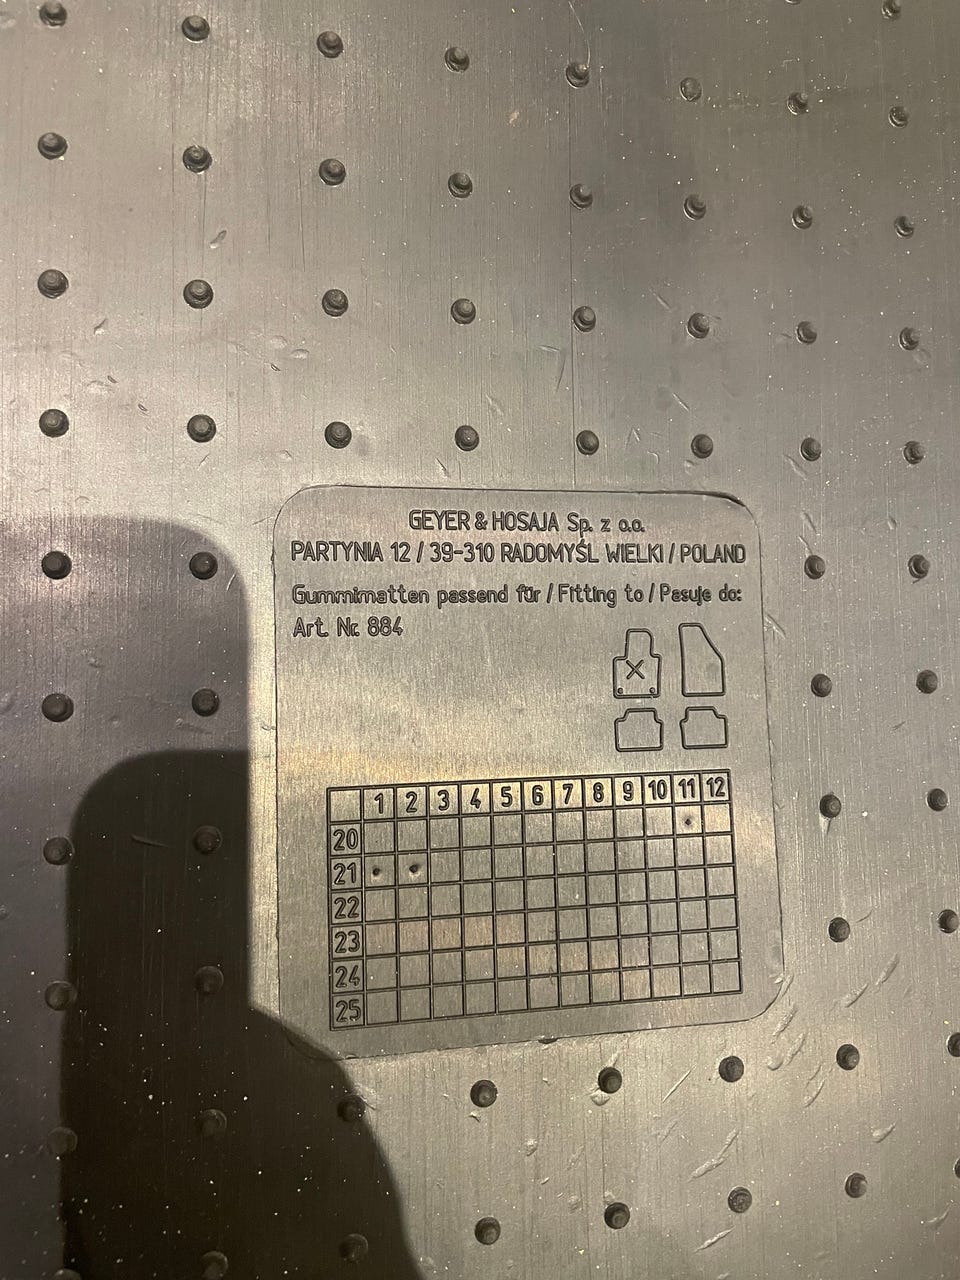 GEYER & HOSAJA Sp. z o.o.
PARTYNIA 12 / 39-310 RADOMYŚL WIELKI / POLAND
Gummimatten passend für / Fitting to / Pasuje do:
Art. Nr. 884
1 2 3 4 5 6 7 8 9 10 11 12
20
21
22
23
24
25